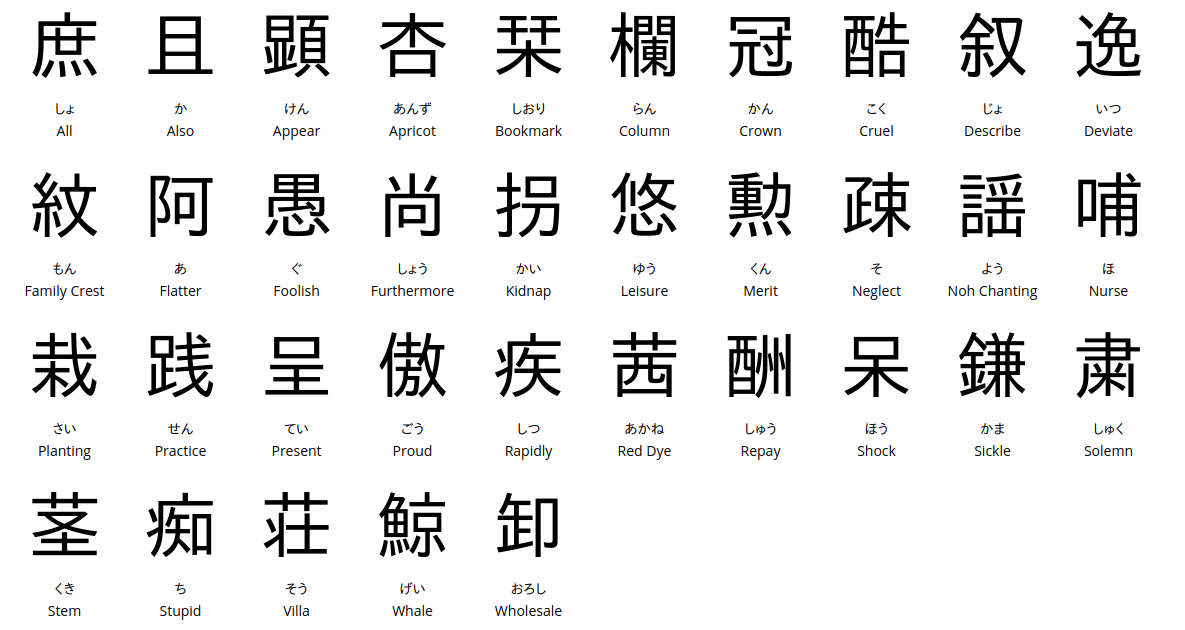 庶 且 顕 杏 栞 欄 冠 酷 叙 逸
しょ か けん あんず しおり らん かん こく じょ いつ
All Also Appear Apricot Bookmark Column Crown Cruel Describe Deviate
紋 阿 愚 尚 拐 悠 勲 疎 謡 哺
もん あ ぐ しょう かい ゆう くん そ よう ほ
Family Crest Flatter Foolish Furthermore Kidnap Leisure Merit Neglect Noh Chanting Nurse
栽 践 呈 傲 疾 茜 酬 呆 鎌 粛
さい せん てい ごう しつ あかね しゅう ほう かま しゅく
Planting Practice Present Proud Rapidly Red Dye Repay Shock Sickle Solemn
茎 痴 荘 鯨 卸
くき ち そう げい おろし
Stem Stupid Villa Whale Wholesale